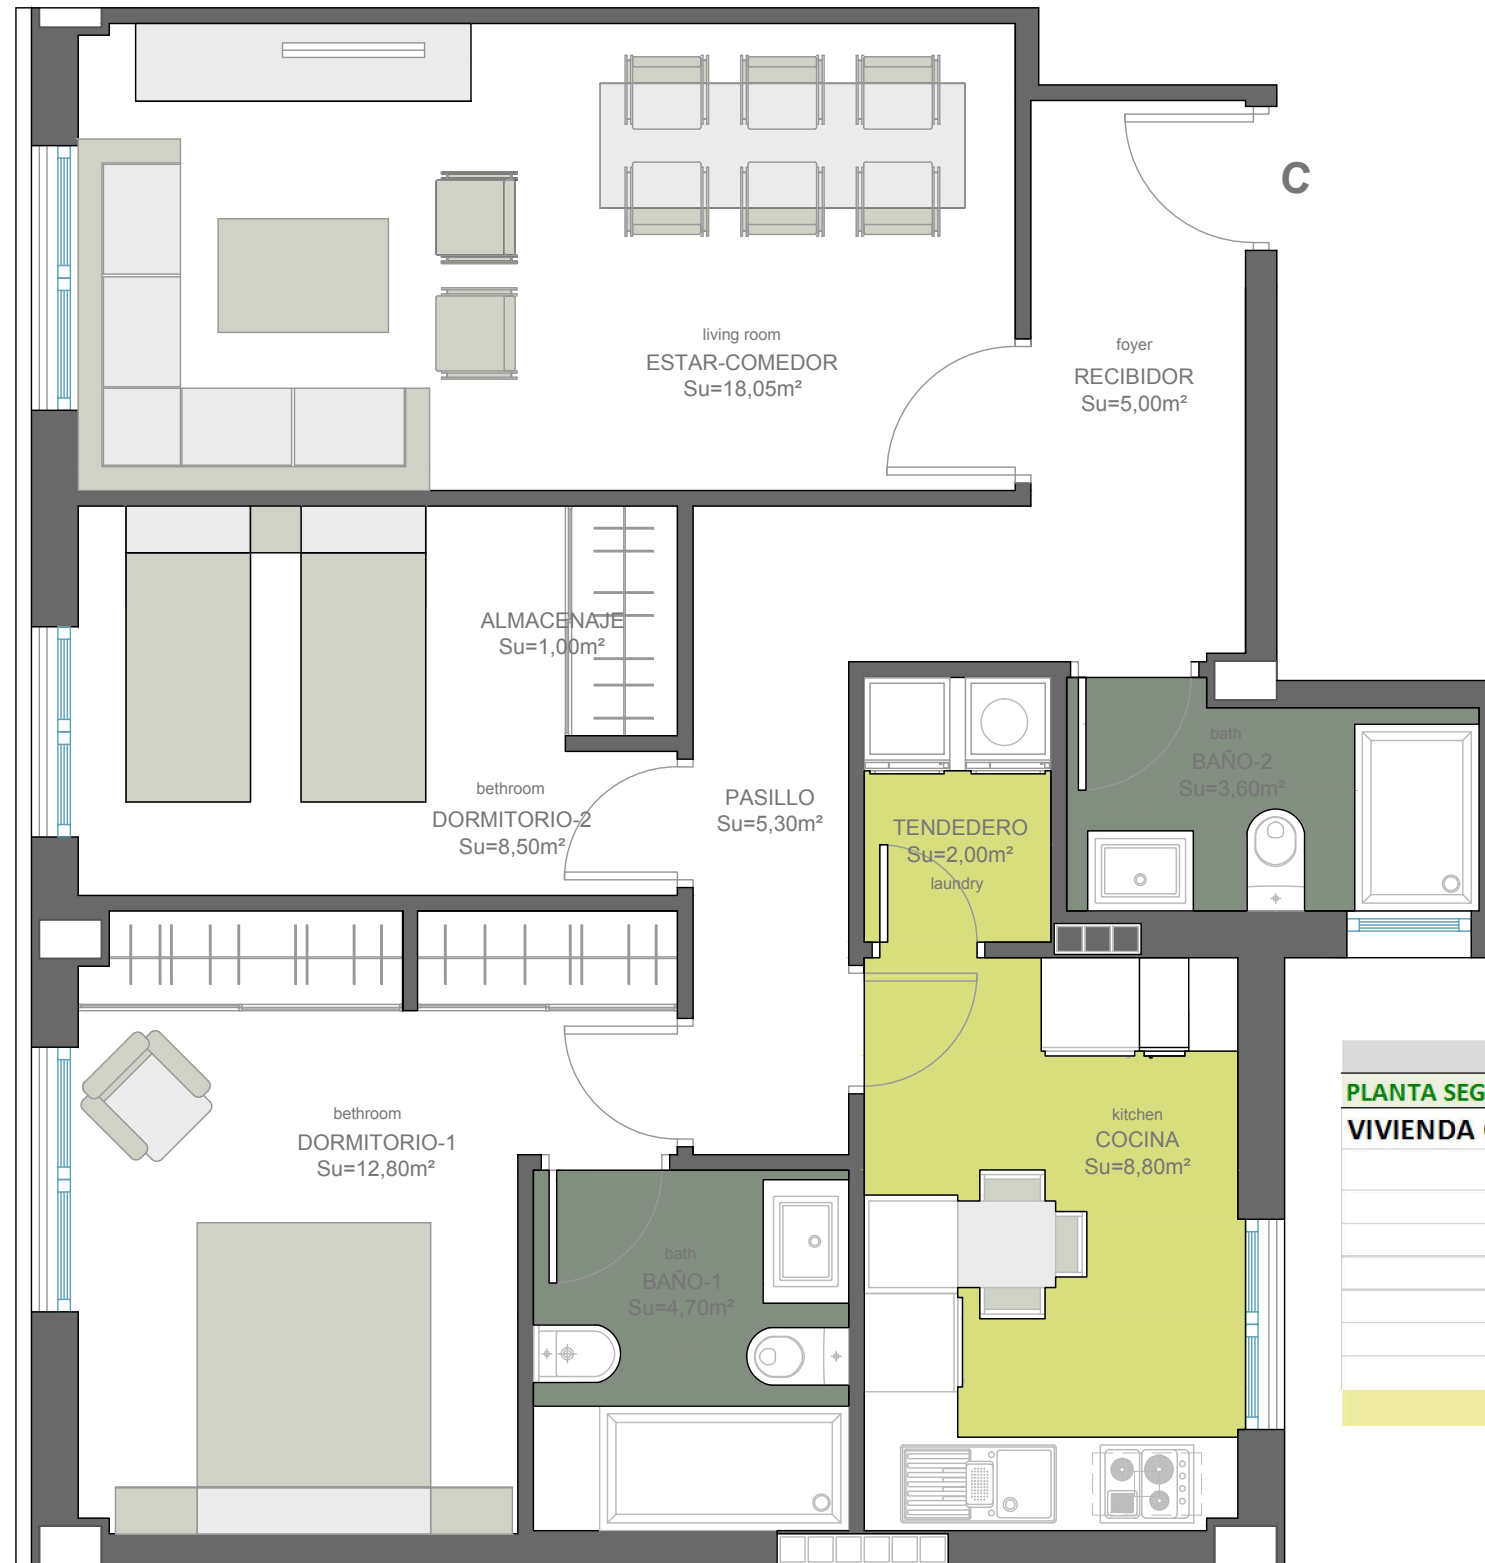 C
living room
ESTAR-COMEDOR
Su=18,05m²
foyer
RECIBIDOR
Su=5,00m²
ALMACENAJE
Su=1,00m²
bethroom
DORMITORIO-2
Su=8,50m²
PASILLO
Su=5,30m²
TENDEDERO
Su=2,00m²
laundry
bath
BAÑO-2
Su=3,60m²
bethroom
DORMITORIO-1
Su=12,80m²
kitchen
COCINA
Su=8,80m²
bath
BAÑO-1
Su=4,70m²
PLANTA SEG
VIVIENDA